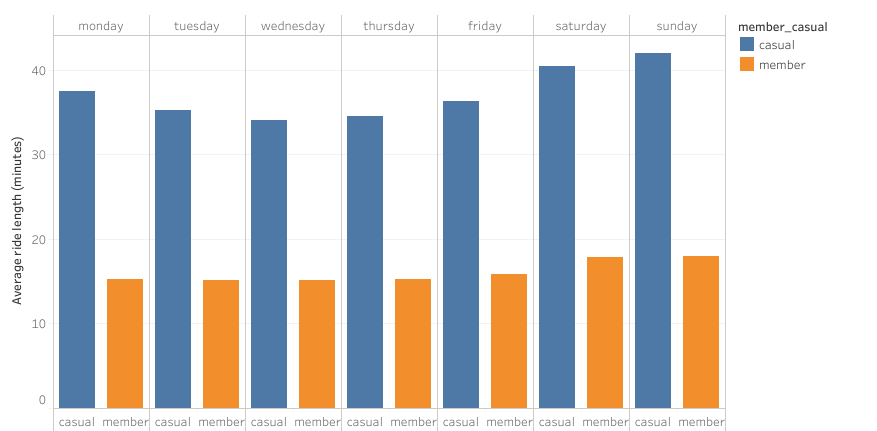 monday tuesday wednesday thursday friday saturday sunday
member_casual
casual
member
Average ride length (minutes)
40
30
20
10
0
casual member casual member casual member casual member casual member casual member casual member